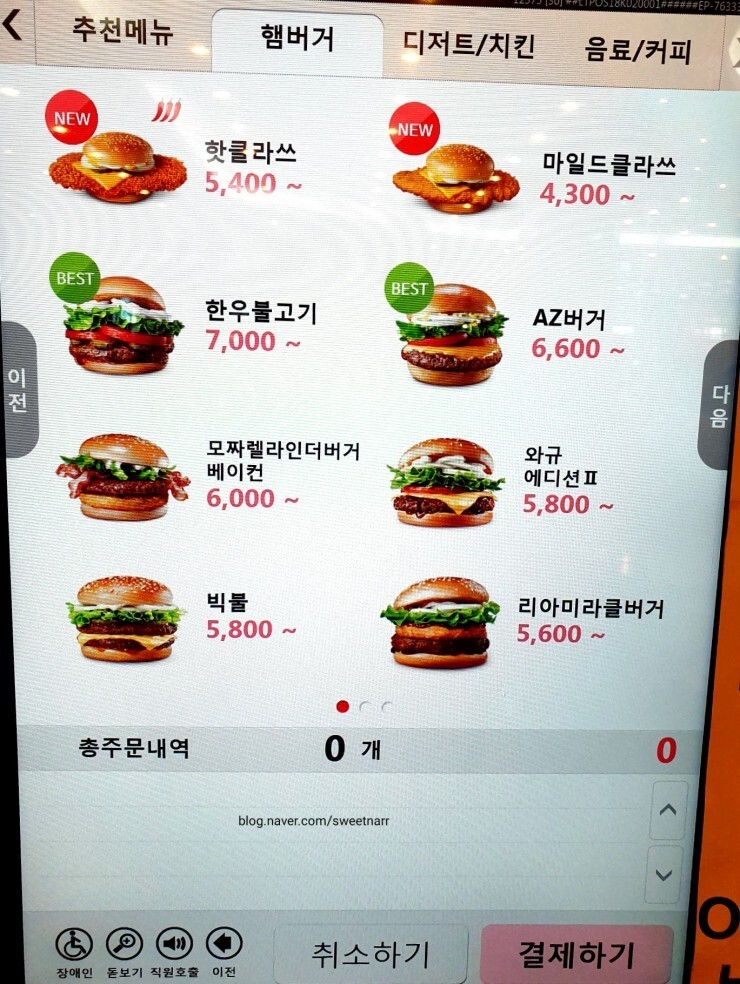 12375 [30] ##ETPOS18K020001######EP-76333
추천메뉴 햄버거 디저트/치킨 음료/커피
NEW 핫클라쓰
5,400 ~
NEW 마일드클라쓰
4,300 ~
BEST 한우불고기
7,000 ~
BEST AZ버거
6,600 ~
이전
다음
모짜렐라인더버거
베이컨
6,000 ~
와규
에디션Ⅱ
5,800 ~
빅불
5,800 ~
리아미라클버거
5,600 ~
총주문내역 0 개 0
blog.naver.com/sweetnarr
장애인 돋보기 직원호출 이전
취소하기 결제하기